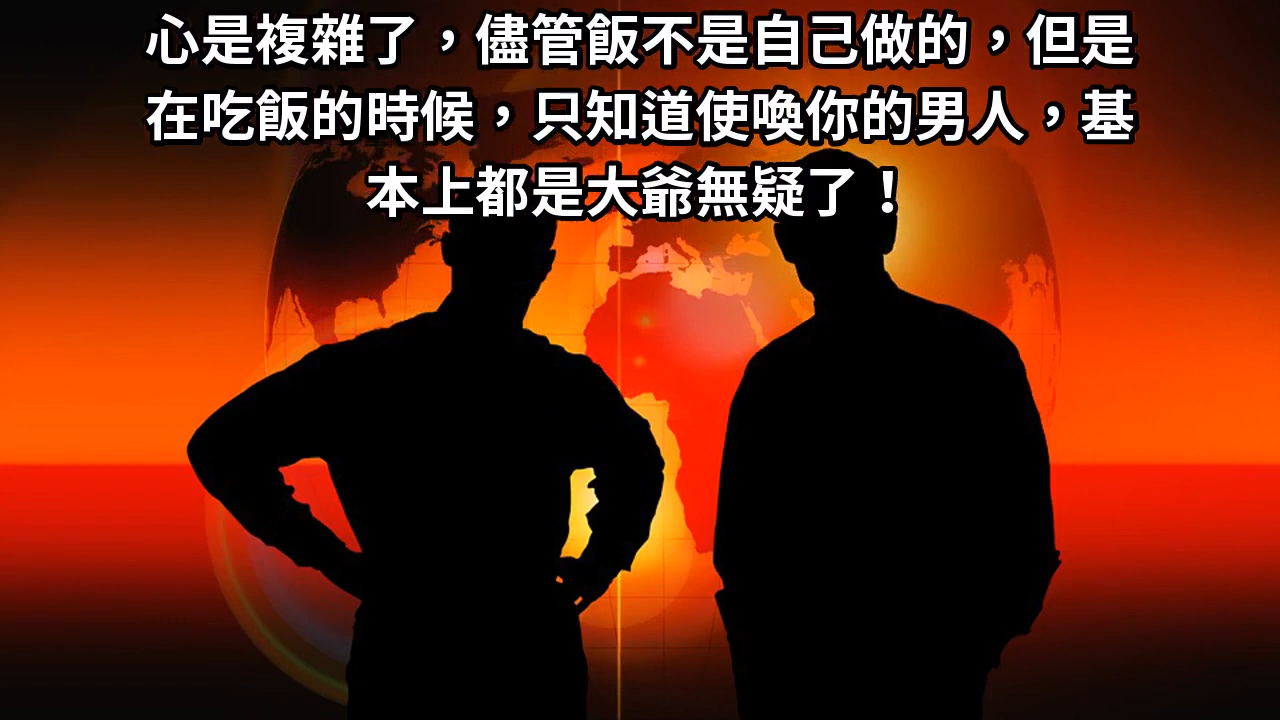 心是複雜了，儘管飯不是自己做的，但是
在吃飯的時候，只知道使喚你的男人，基
本上都是大爺無疑了！